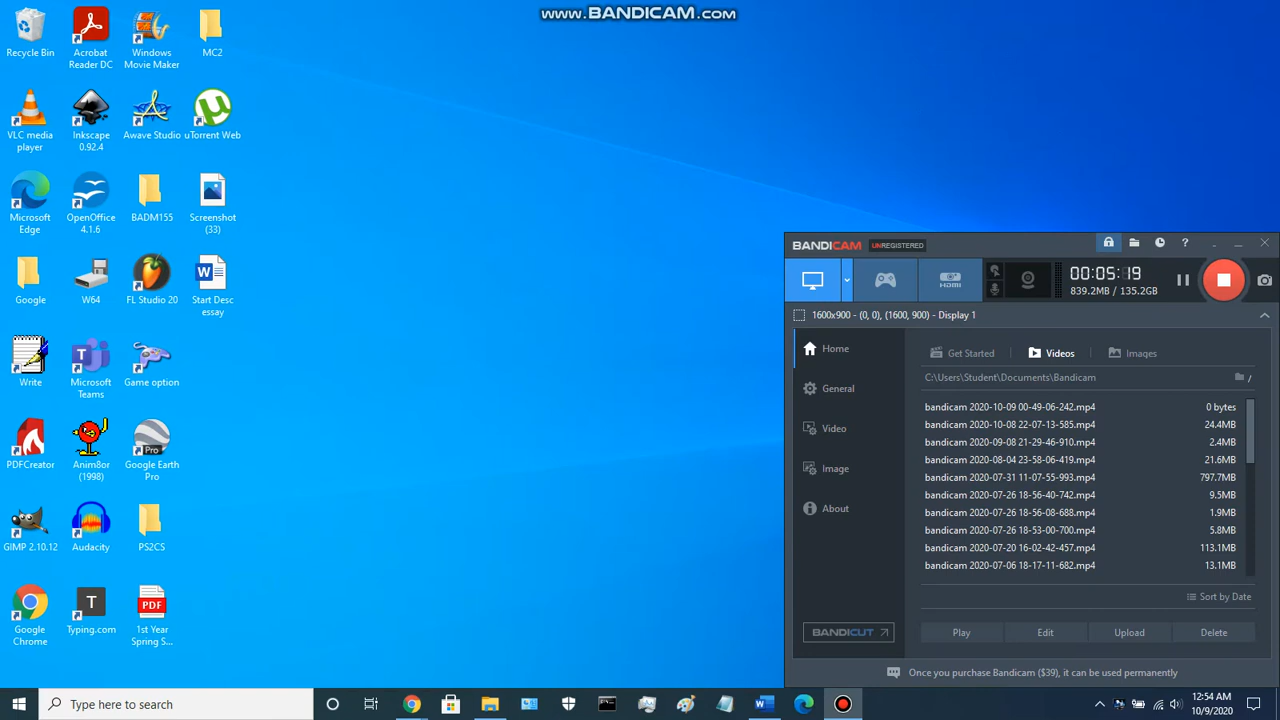 www.BANDICAM.com
Recycle Bin
Acrobat
Reader DC
Windows
Movie Maker
MC2
VLC media
player
Inkscape
0.92.4
Awave Studio
uTorrent Web
Microsoft
Edge
OpenOffice
4.1.6
BADM155
Screenshot
(33)
Google
W64
FL Studio 20
Start Desc
essay
Write
Microsoft
Teams
Game option
PDFCreator
Anim8or
(1998)
Google Earth
Pro
GIMP 2.10.12
Audacity
PS2CS
Google
Chrome
Typing.com
1st Year
Spring S...
BANDICAM UNREGISTERED
HDMI
00:05:19
839.2MB / 135.2GB
1600x900 - (0, 0), (1600, 900) - Display 1
Home
General
Video
Image
About
BANDICUT
Get Started
Videos
Images
C:\Users\Student\Documents\Bandicam
/
bandicam 2020-10-09 00-49-06-242.mp4 0 bytes
bandicam 2020-10-08 22-07-13-585.mp4 24.4MB
bandicam 2020-09-08 21-29-46-910.mp4 2.4MB
bandicam 2020-08-04 23-58-06-419.mp4 21.6MB
bandicam 2020-07-31 11-07-55-993.mp4 797.7MB
bandicam 2020-07-26 18-56-40-742.mp4 9.5MB
bandicam 2020-07-26 18-56-08-688.mp4 1.9MB
bandicam 2020-07-26 18-53-00-700.mp4 5.8MB
bandicam 2020-07-20 16-02-42-457.mp4 113.1MB
bandicam 2020-07-06 18-17-11-682.mp4 13.1MB
Sort by Date
Play
Edit
Upload
Delete
Once you purchase Bandicam ($39), it can be used permanently
Type here to search
12:54 AM
10/9/2020